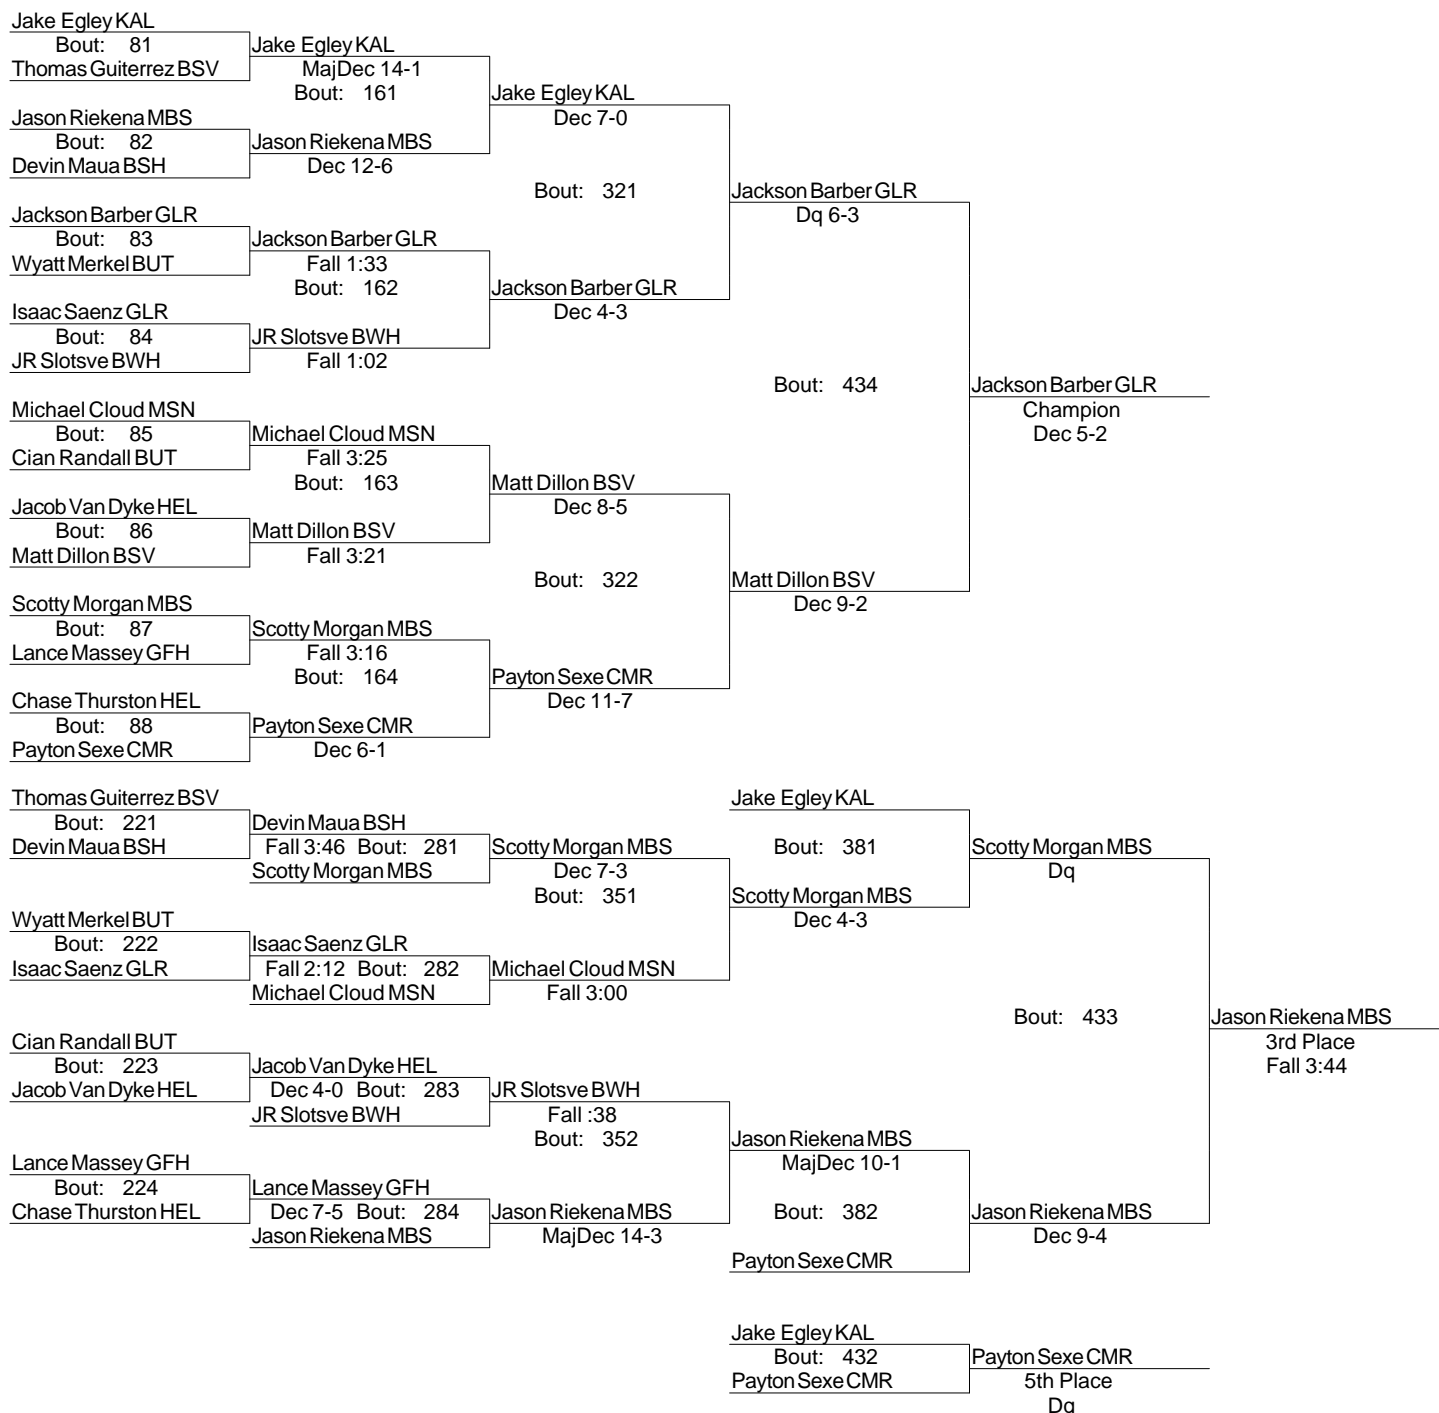 Jake Egley KAL
Bout: 81
Jake Egley KAL
Thomas Guiterrez BSV
MajDec 14-1
Bout: 161
Jake Egley KAL
Jason Riekena MBS
Dec 7-0
Bout: 82
Jason Riekena MBS
Devin Maua BSH
Dec 12-6
Bout: 321
Jackson Barber GLR
Jackson Barber GLR
Dq 6-3
Bout: 83
Jackson Barber GLR
Wyatt Merkel BUT
Fall 1:33
Bout: 162
Jackson Barber GLR
Isaac Saenz GLR
Dec 4-3
Bout: 84
JR Slotsve BWH
JR Slotsve BWH
Fall 1:02
Bout: 434
Jackson Barber GLR
Michael Cloud MSN
Champion
Bout: 85
Michael Cloud MSN
Dec 5-2
Cian Randall BUT
Fall 3:25
Bout: 163
Matt Dillon BSV
Jacob Van Dyke HEL
Dec 8-5
Bout: 86
Matt Dillon BSV
Matt Dillon BSV
Fall 3:21
Bout: 322
Matt Dillon BSV
Scotty Morgan MBS
Dec 9-2
Bout: 87
Scotty Morgan MBS
Lance Massey GFH
Fall 3:16
Bout: 164
Payton Sexe CMR
Chase Thurston HEL
Dec 11-7
Bout: 88
Payton Sexe CMR
Payton Sexe CMR
Dec 6-1
Thomas Guiterrez BSV
Jake Egley KAL
Bout: 221
Devin Maua BSH
Devin Maua BSH
Fall 3:46 Bout: 281
Scotty Morgan MBS
Bout: 381
Scotty Morgan MBS
Scotty Morgan MBS
Dec 7-3
Dq
Bout: 351
Scotty Morgan MBS
Wyatt Merkel BUT
Dec 4-3
Bout: 222
Isaac Saenz GLR
Isaac Saenz GLR
Fall 2:12 Bout: 282
Michael Cloud MSN
Michael Cloud MSN
Fall 3:00
Bout: 433
Jason Riekena MBS
Cian Randall BUT
3rd Place
Bout: 223
Jacob Van Dyke HEL
Fall 3:44
Jacob Van Dyke HEL
Dec 4-0 Bout: 283
JR Slotsve BWH
JR Slotsve BWH
Fall :38
Bout: 352
Jason Riekena MBS
Lance Massey GFH
MajDec 10-1
Bout: 224
Lance Massey GFH
Chase Thurston HEL
Dec 7-5 Bout: 284
Jason Riekena MBS
Bout: 382
Jason Riekena MBS
Jason Riekena MBS
MajDec 14-3
Dec 9-4
Payton Sexe CMR
Jake Egley KAL
Bout: 432
Payton Sexe CMR
Payton Sexe CMR
5th Place
Dq